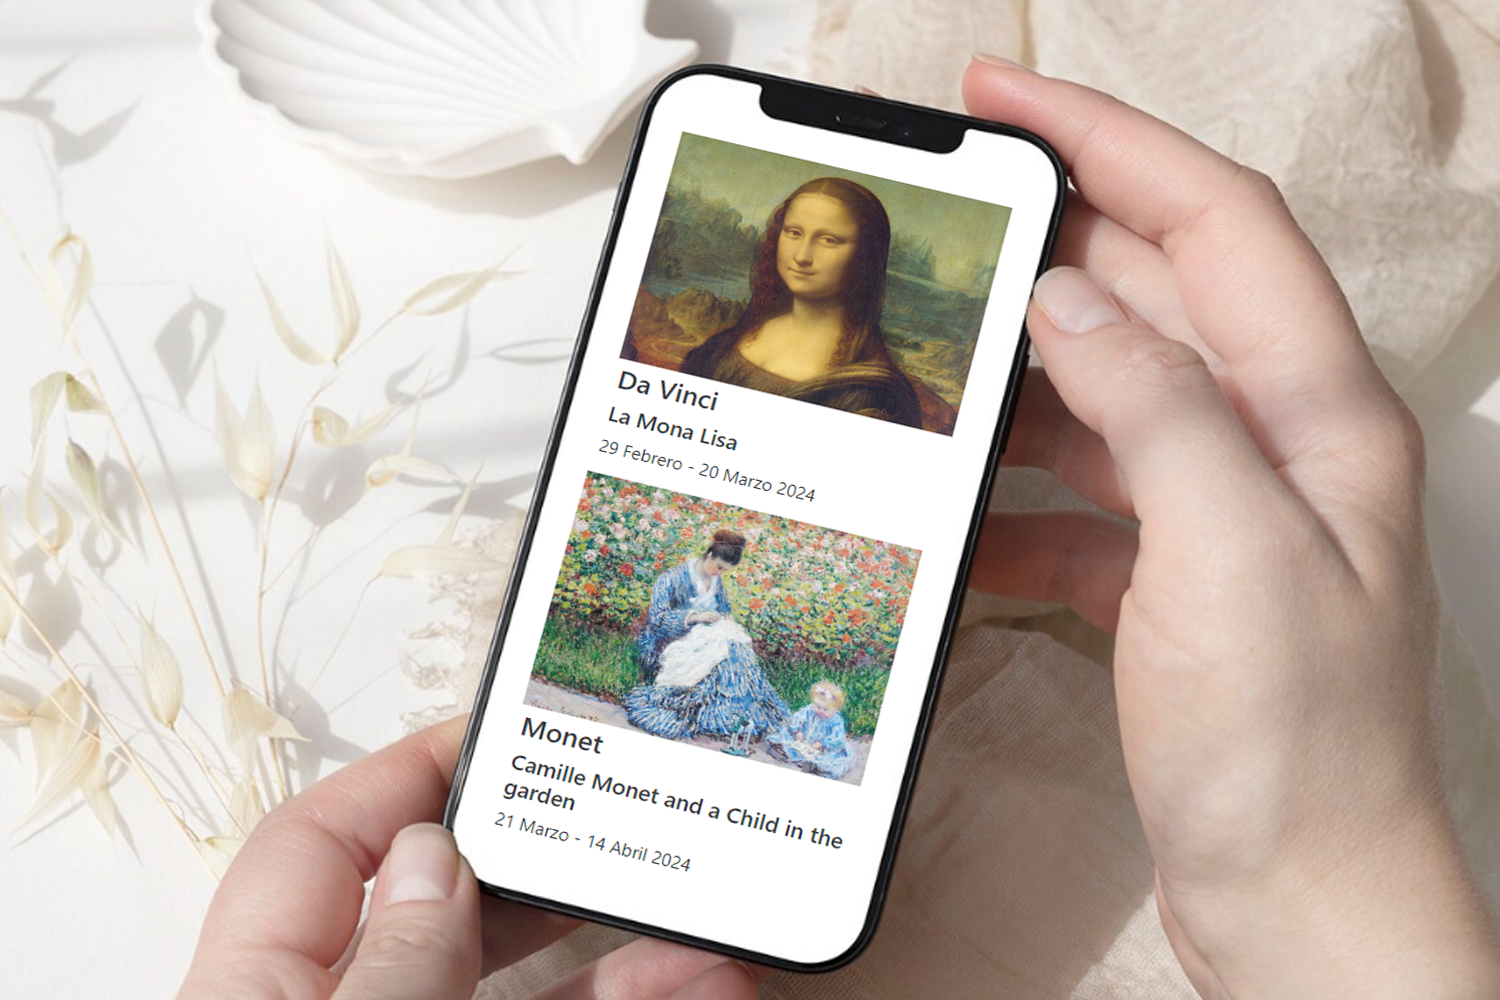 Da Vinci
La Mona Lisa
29 Febrero - 20 Marzo 2024
Monet
Camille Monet and a Child in the
garden
21 Marzo - 14 Abril 2024